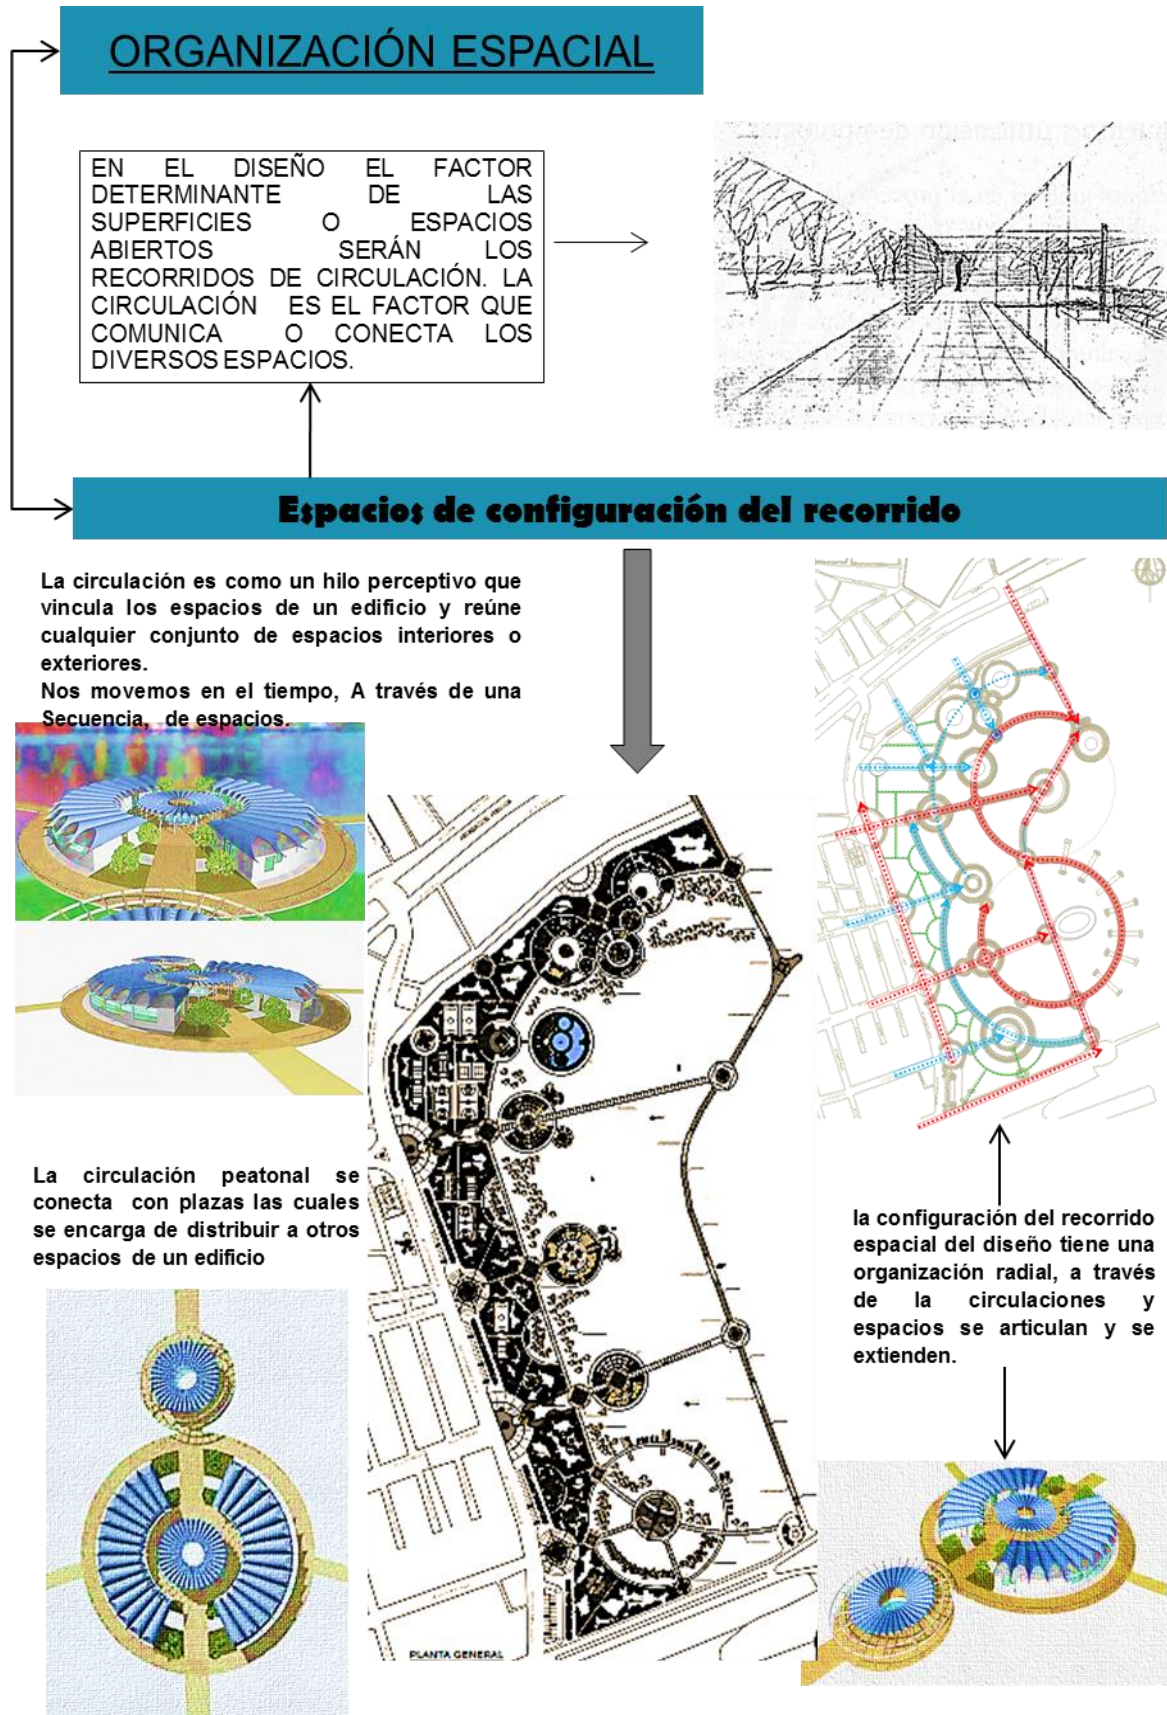 ORGANIZACIÓN ESPACIAL
EN EL DISEÑO EL FACTOR
DETERMINANTE DE LAS
SUPERFICIES O ESPACIOS
ABIERTOS SERÁN LOS
RECORRIDOS DE CIRCULACIÓN. LA
CIRCULACIÓN ES EL FACTOR QUE
COMUNICA O CONECTA LOS
DIVERSOS ESPACIOS.
Espacios de configuración del recorrido
La circulación es como un hilo perceptivo que
vincula los espacios de un edificio y reúne
cualquier conjunto de espacios interiores o
exteriores.
Nos movemos en el tiempo, A través de una
Secuencia, de espacios.
La circulación peatonal se
conecta con plazas las cuales
se encarga de distribuir a otros
espacios de un edificio
la configuración del recorrido
espacial del diseño tiene una
organización radial, a través
de la circulaciones y
espacios se articulan y se
extienden.
PLANTA GENERAL